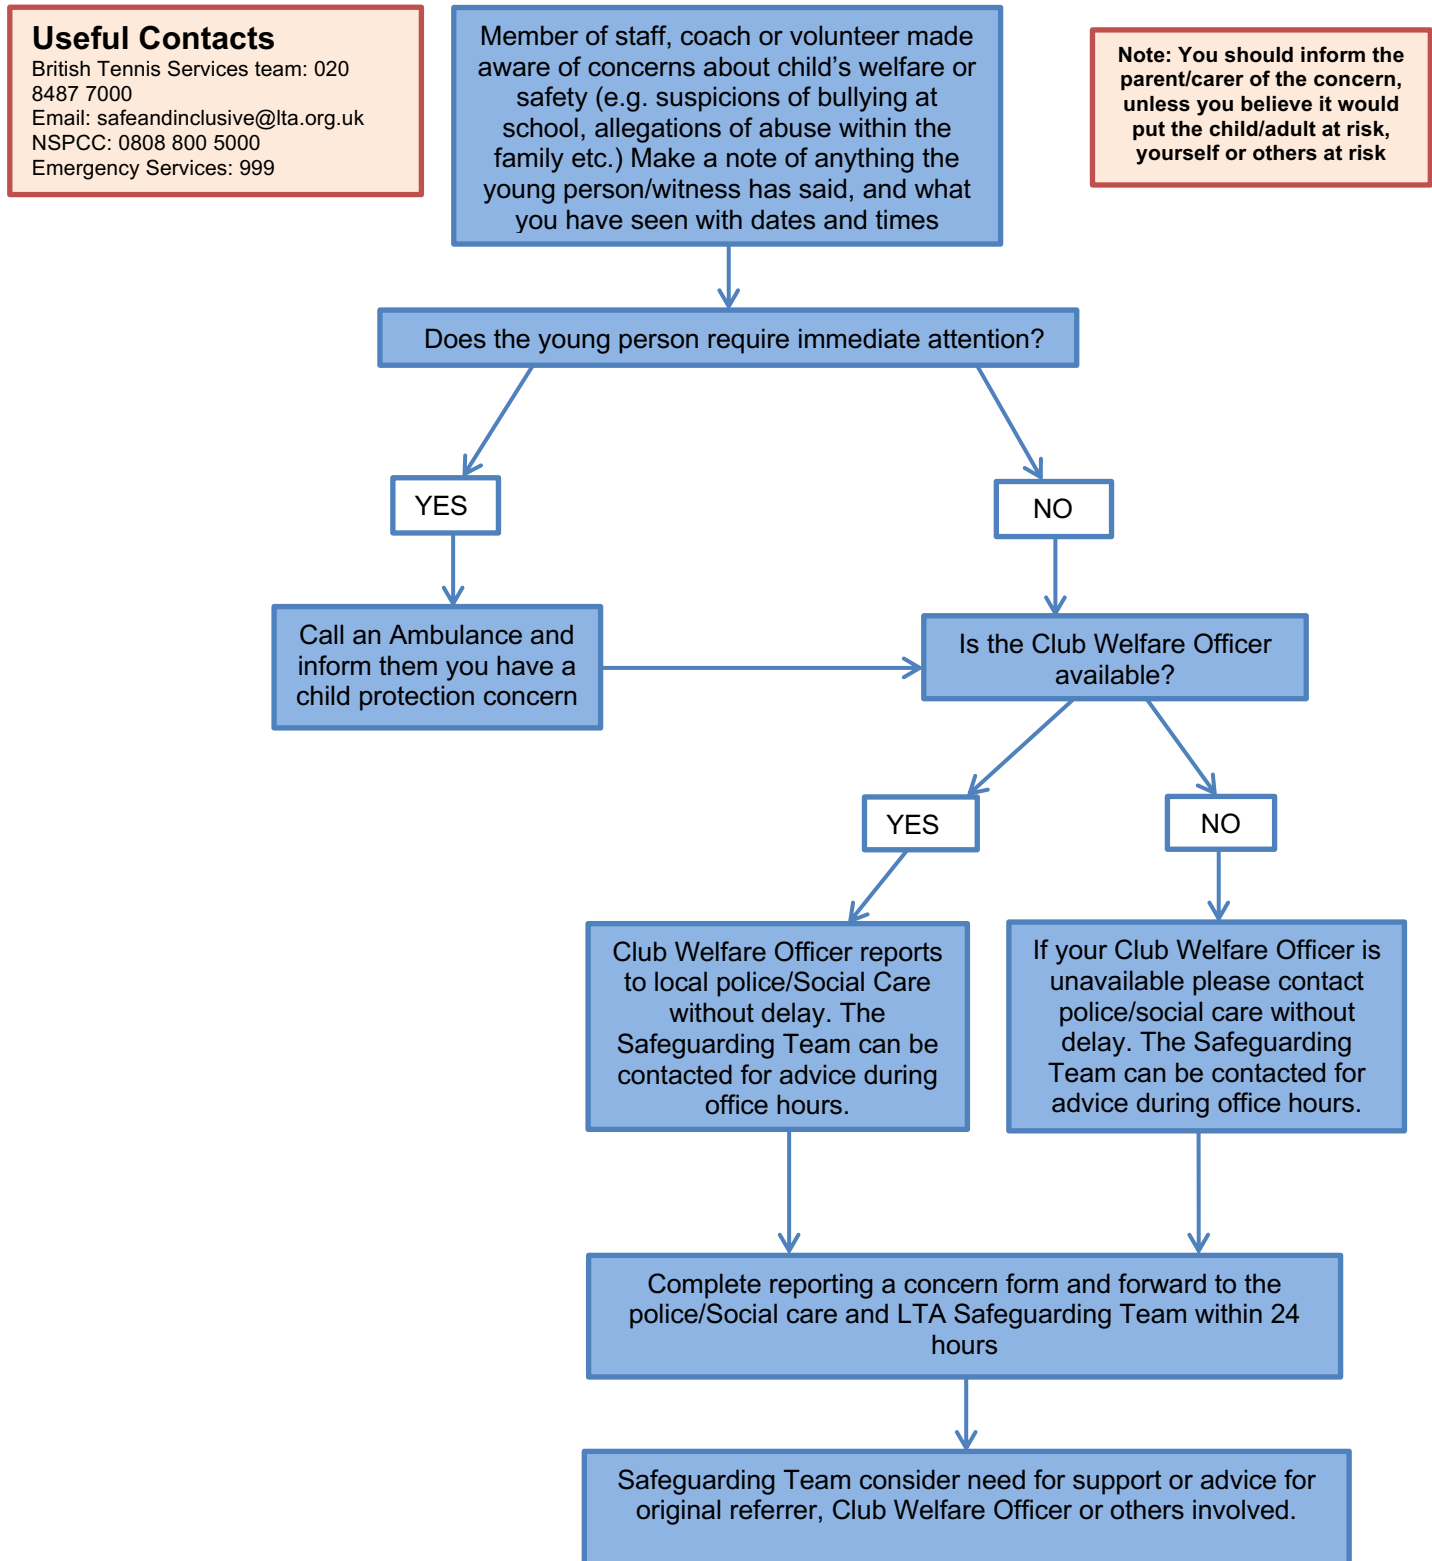 Useful Contacts
British Tennis Services team: 020
8487 7000
Email: safeandinclusive@lta.org.uk
NSPCC: 0808 800 5000
Emergency Services: 999
Member of staff, coach or volunteer made
aware of concerns about child's welfare or
safety (e.g. suspicions of bullying at
school, allegations of abuse within the
family etc.) Make a note of anything the
young person/witness has said, and what
you have seen with dates and times
Note: You should inform the
parent/carer of the concern,
unless you believe it would
put the child/adult at risk,
yourself or others at risk
Does the young person require immediate attention?
YES
NO
Call an Ambulance and
inform them you have a
child protection concern
Is the Club Welfare Officer
available?
YES
NO
Club Welfare Officer reports
to local police/Social Care
without delay. The
Safeguarding Team can be
contacted for advice during
office hours.
If your Club Welfare Officer is
unavailable please contact
police/social care without
delay. The Safeguarding
Team can be contacted for
advice during office hours.
Complete reporting a concern form and forward to the
police/Social care and LTA Safeguarding Team within 24
hours
Safeguarding Team consider need for support or advice for
original referrer, Club Welfare Officer or others involved.